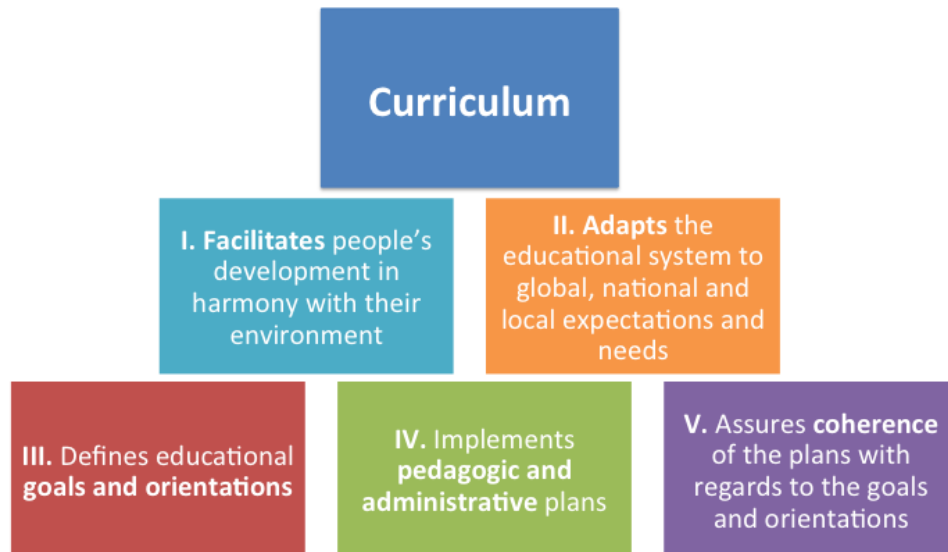 Curriculum
I. Facilitates people’s
development in
harmony with their
environment
II. Adapts the
educational system to
global, national and
local expectations and
needs
III. Defines educational
goals and orientations
IV. Implements
pedagogic and
administrative plans
V. Assures coherence
of the plans with
regards to the goals
and orientations